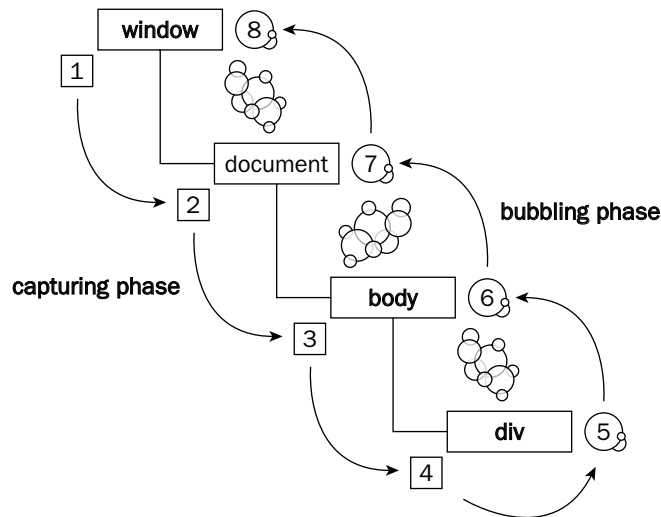 window
8
1
document
7
2
bubbling phase
capturing phase
body
6
3
div
5
4